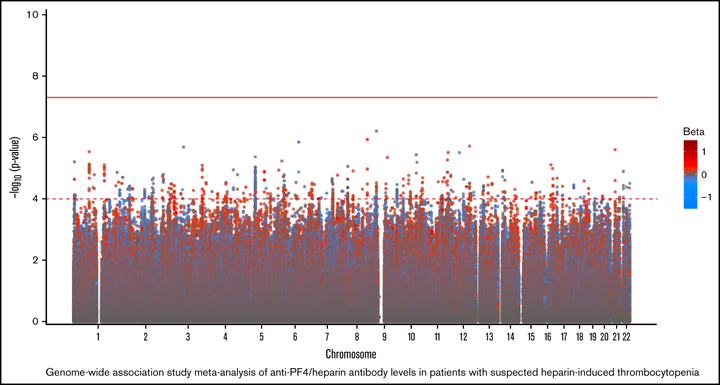 10
8
6
4
2
0
−log10 (p-value)
1 2 3 4 5 6 7 8 9 10 11 12 13 14 15 16 17 18 19 20 21 22
Chromosome
Beta
1
0
−1
Genome-wide association study meta-analysis of anti-PF4/heparin antibody levels in patients with suspected heparin-induced thrombocytopenia